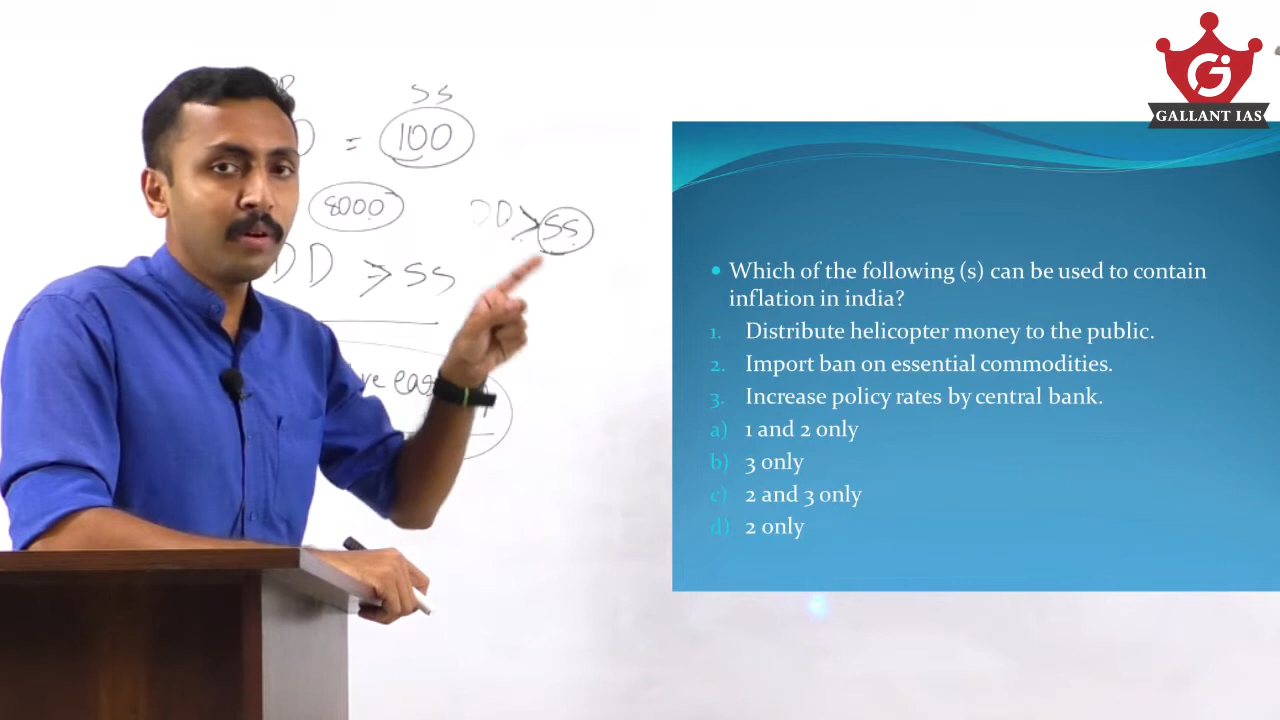 SS
= 100
8000
DD > SS
DD > SS
GALLANT IAS
• Which of the following (s) can be used to contain
inflation in india?
1. Distribute helicopter money to the public.
2. Import ban on essential commodities.
3. Increase policy rates by central bank.
a) 1 and 2 only
b) 3 only
c) 2 and 3 only
d) 2 only